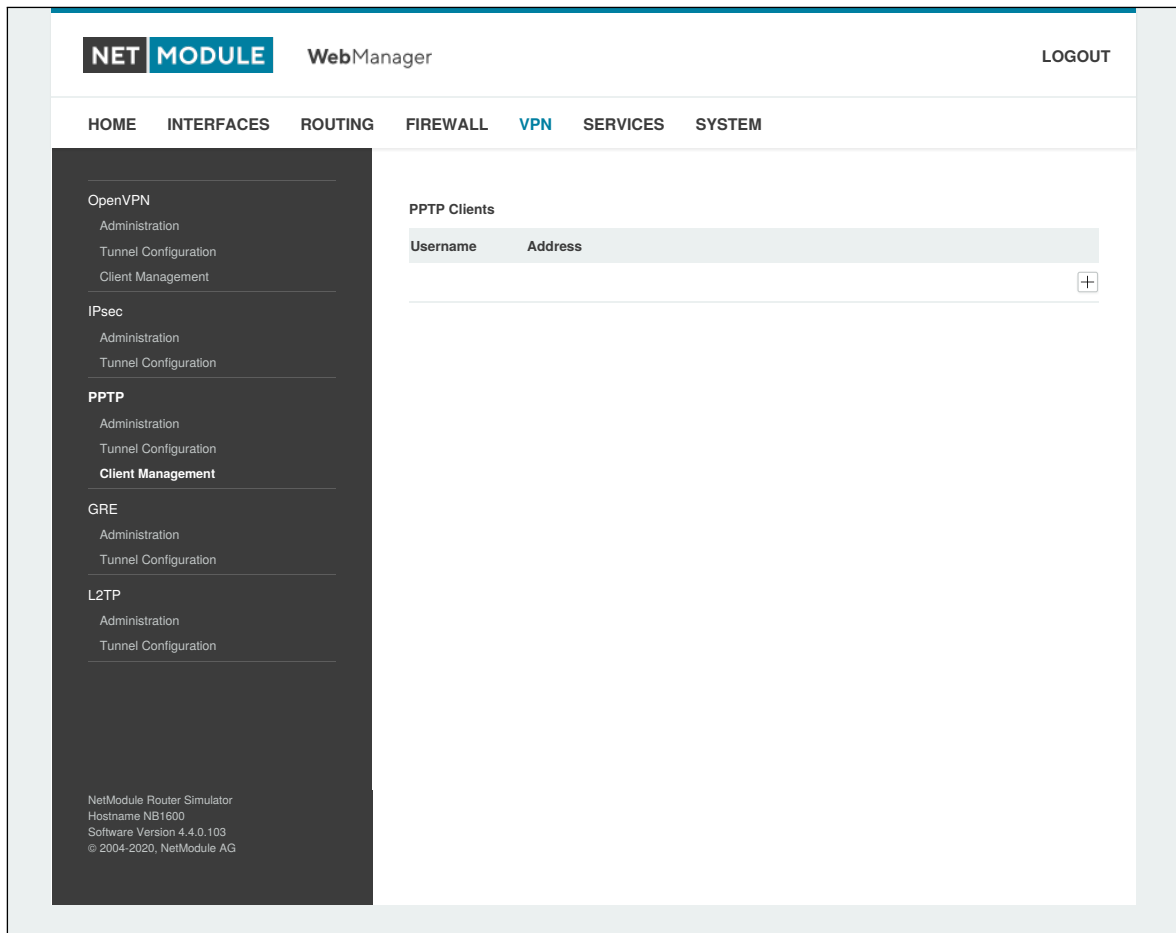 NET MODULE WebManager LOGOUT
HOME INTERFACES ROUTING FIREWALL VPN SERVICES SYSTEM
OpenVPN
Administration
Tunnel Configuration
Client Management
IPsec
Administration
Tunnel Configuration
PPTP
Administration
Tunnel Configuration
Client Management
GRE
Administration
Tunnel Configuration
L2TP
Administration
Tunnel Configuration
NetModule Router Simulator
Hostname NB1600
Software Version 4.4.0.103
© 2004-2020, NetModule AG
PPTP Clients
Username Address